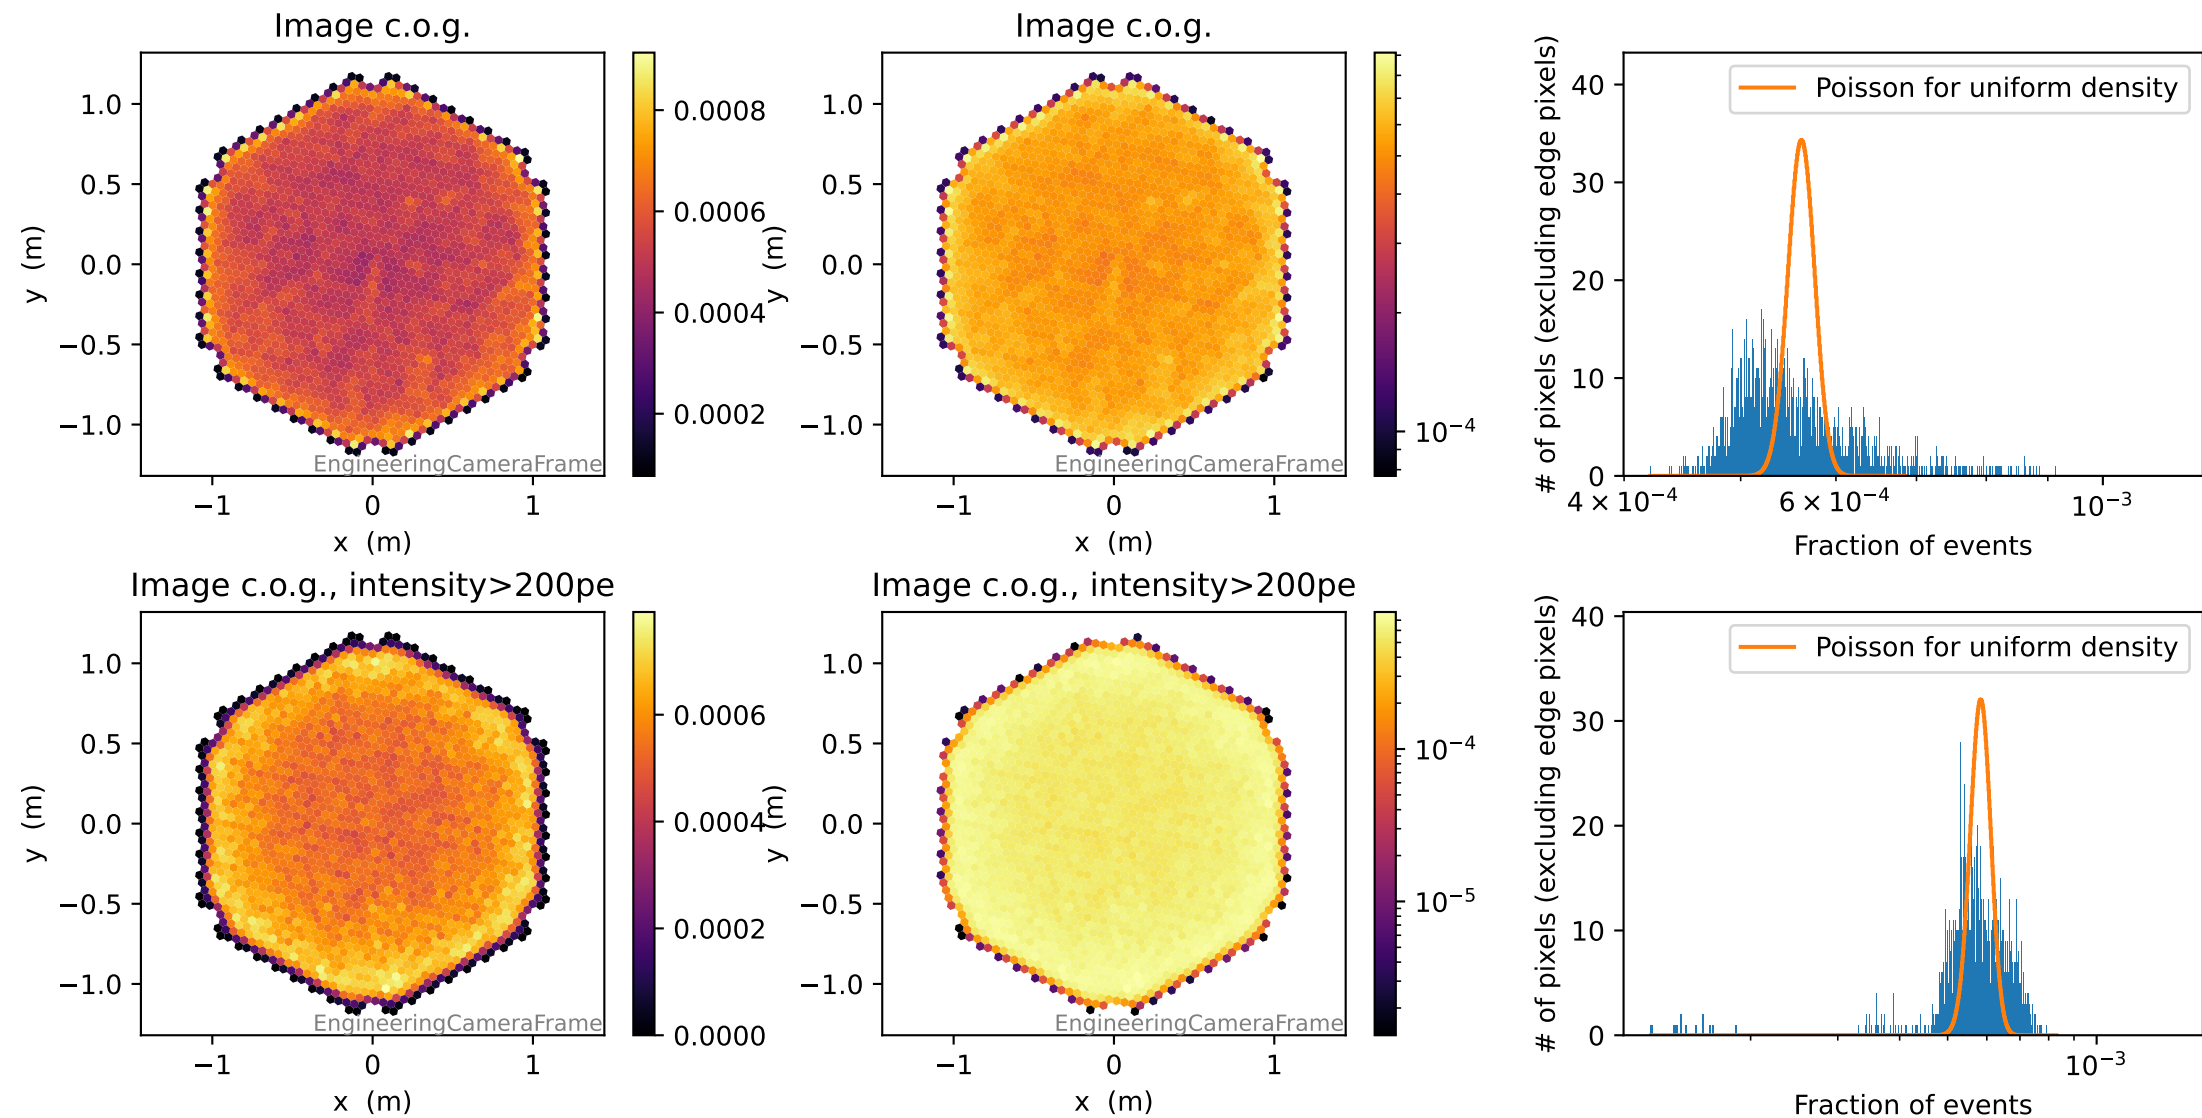 Image c.o.g.
1.0
0.5
0.0
−0.5
−1.0
y (m)
−1
0
1
x (m)
EngineeringCameraFrame
0.0008
0.0006
0.0004
0.0002
Image c.o.g.
1.0
0.5
0.0
−0.5
−1.0
y (m)
−1
0
1
x (m)
EngineeringCameraFrame
10⁻⁴
# of pixels (excluding edge pixels)
40
30
20
10
0
Poisson for uniform density
4 × 10⁻⁴
6 × 10⁻⁴
10⁻³
Fraction of events
Image c.o.g., intensity>200pe
1.0
0.5
0.0
−0.5
−1.0
y (m)
−1
0
1
x (m)
EngineeringCameraFrame
0.0006
0.0004
0.0002
0.0000
Image c.o.g., intensity>200pe
1.0
0.5
0.0
−0.5
−1.0
y (m)
−1
0
1
x (m)
EngineeringCameraFrame
10⁻⁴
10⁻⁵
# of pixels (excluding edge pixels)
40
30
20
10
0
Poisson for uniform density
10⁻³
Fraction of events